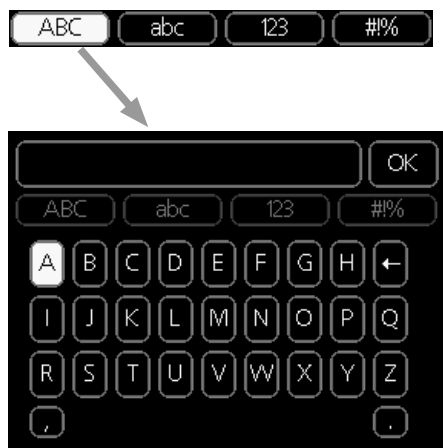 ABC abc 123 #!%
OK
ABC abc 123 #!%
A B C D E F G H ←
I J K L M N O P Q
R S T U V W X Y Z
, .